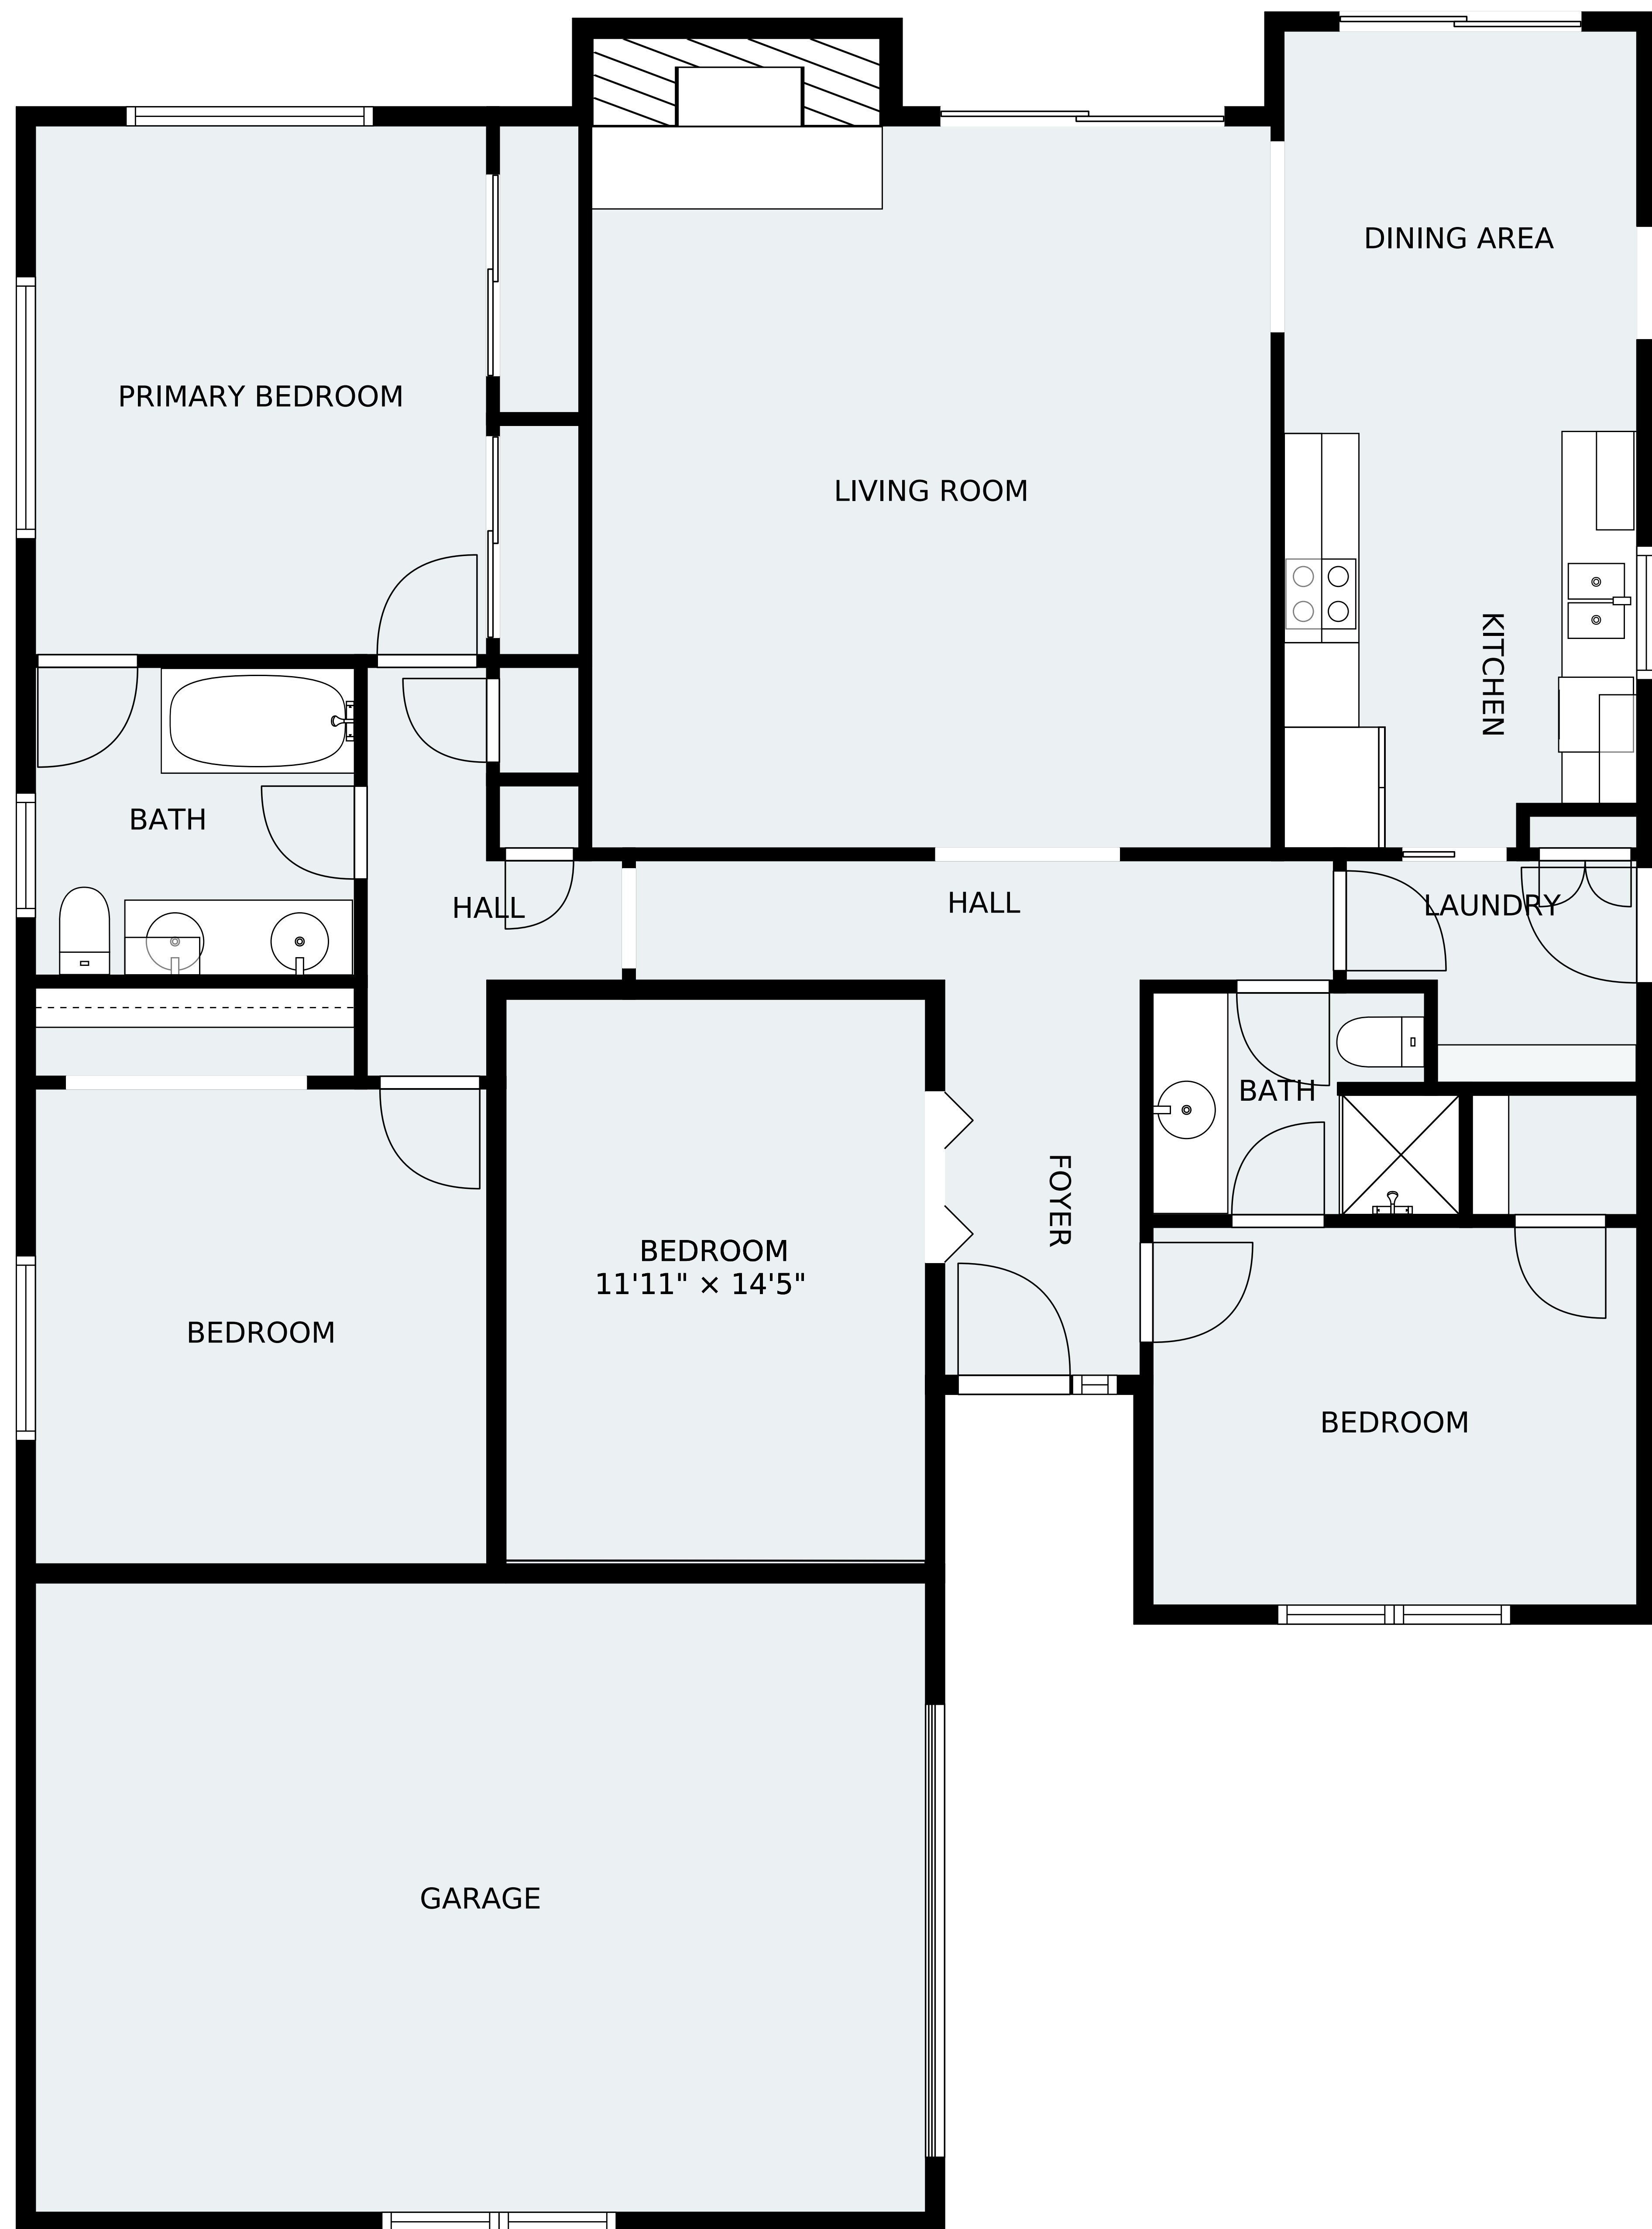 DINING AREA
PRIMARY BEDROOM
LIVING ROOM
KITCHEN
BATH
HALL
HALL
LAUNDRY
BATH
FOYER
BEDROOM
11'11" × 14'5"
BEDROOM
BEDROOM
GARAGE